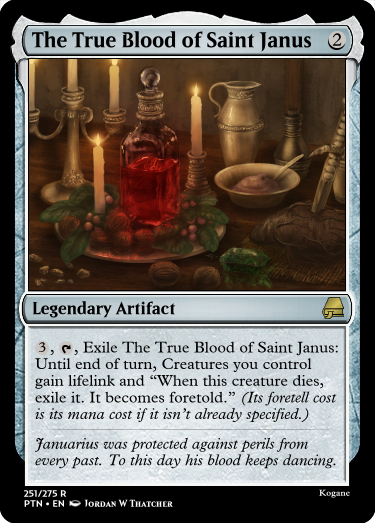 The True Blood of Saint Janus 2
Legendary Artifact
3, T, Exile The True Blood of Saint Janus:
Until end of turn, Creatures you control
gain lifelink and “When this creature dies,
exile it. It becomes foretold.” (Its foretell cost
is its mana cost if it isn't already specified.)
Januarius was protected against perils from
every past. To this day his blood keeps dancing.
251/275 R
Kogane
PTN • EN Jordan W Thatcher